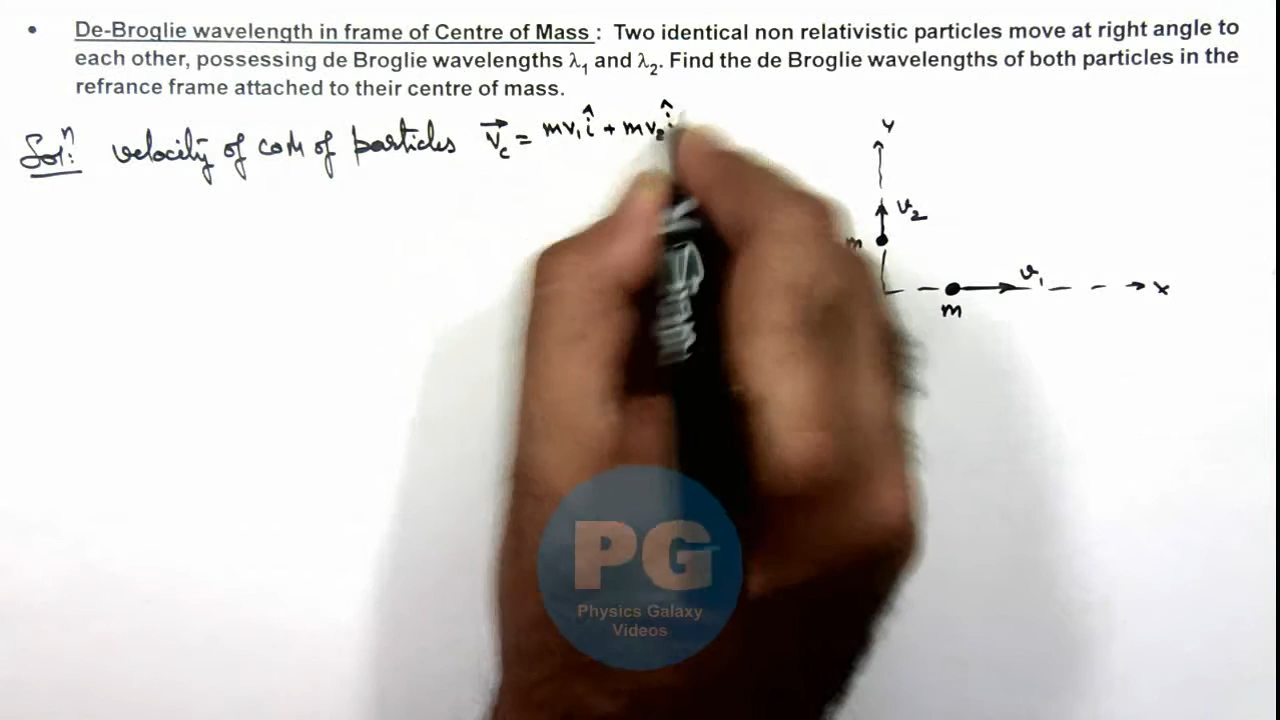 • De-Broglie wavelength in frame of Centre of Mass : Two identical non relativistic particles move at right angle to
each other, possessing de Broglie wavelengths λ₁ and λ₂. Find the de Broglie wavelengths of both particles in the
refrance frame attached to their centre of mass.
Solⁿ: velocity of COM of particles v⃗c = mv₁î + mv₂î
y
v₂
m
v₁
x
m
PG
Physics Galaxy
Videos